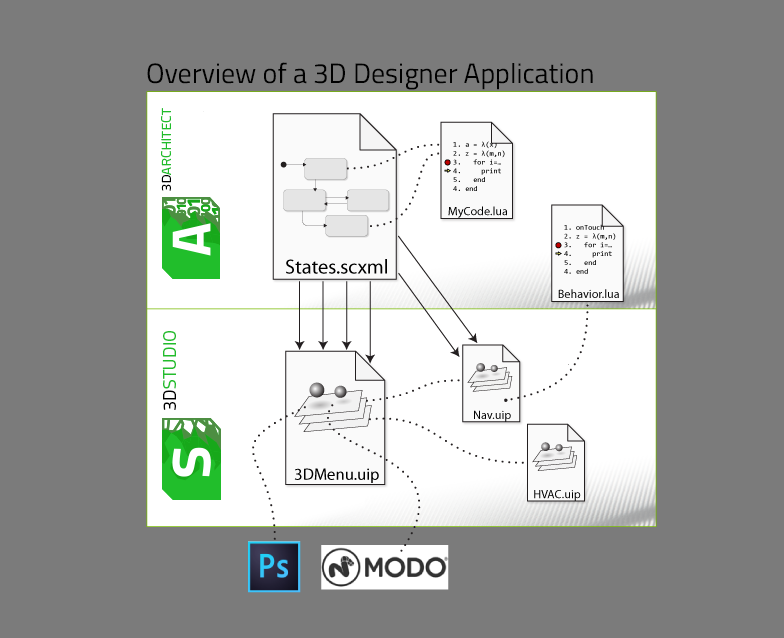 Overview of a 3D Designer Application
3DARCHITECT
A
States.scxml
1. a = λ(x)
2. z = λ(m,n)
3. for i=…
4. print
5. end
4. end
MyCode.lua
1. onTouch
2. z = λ(m,n)
3. for i=…
4. print
5. end
4. end
Behavior.lua
3DSTUDIO
S
3DMenu.uip
Nav.uip
HVAC.uip
Ps
MODO